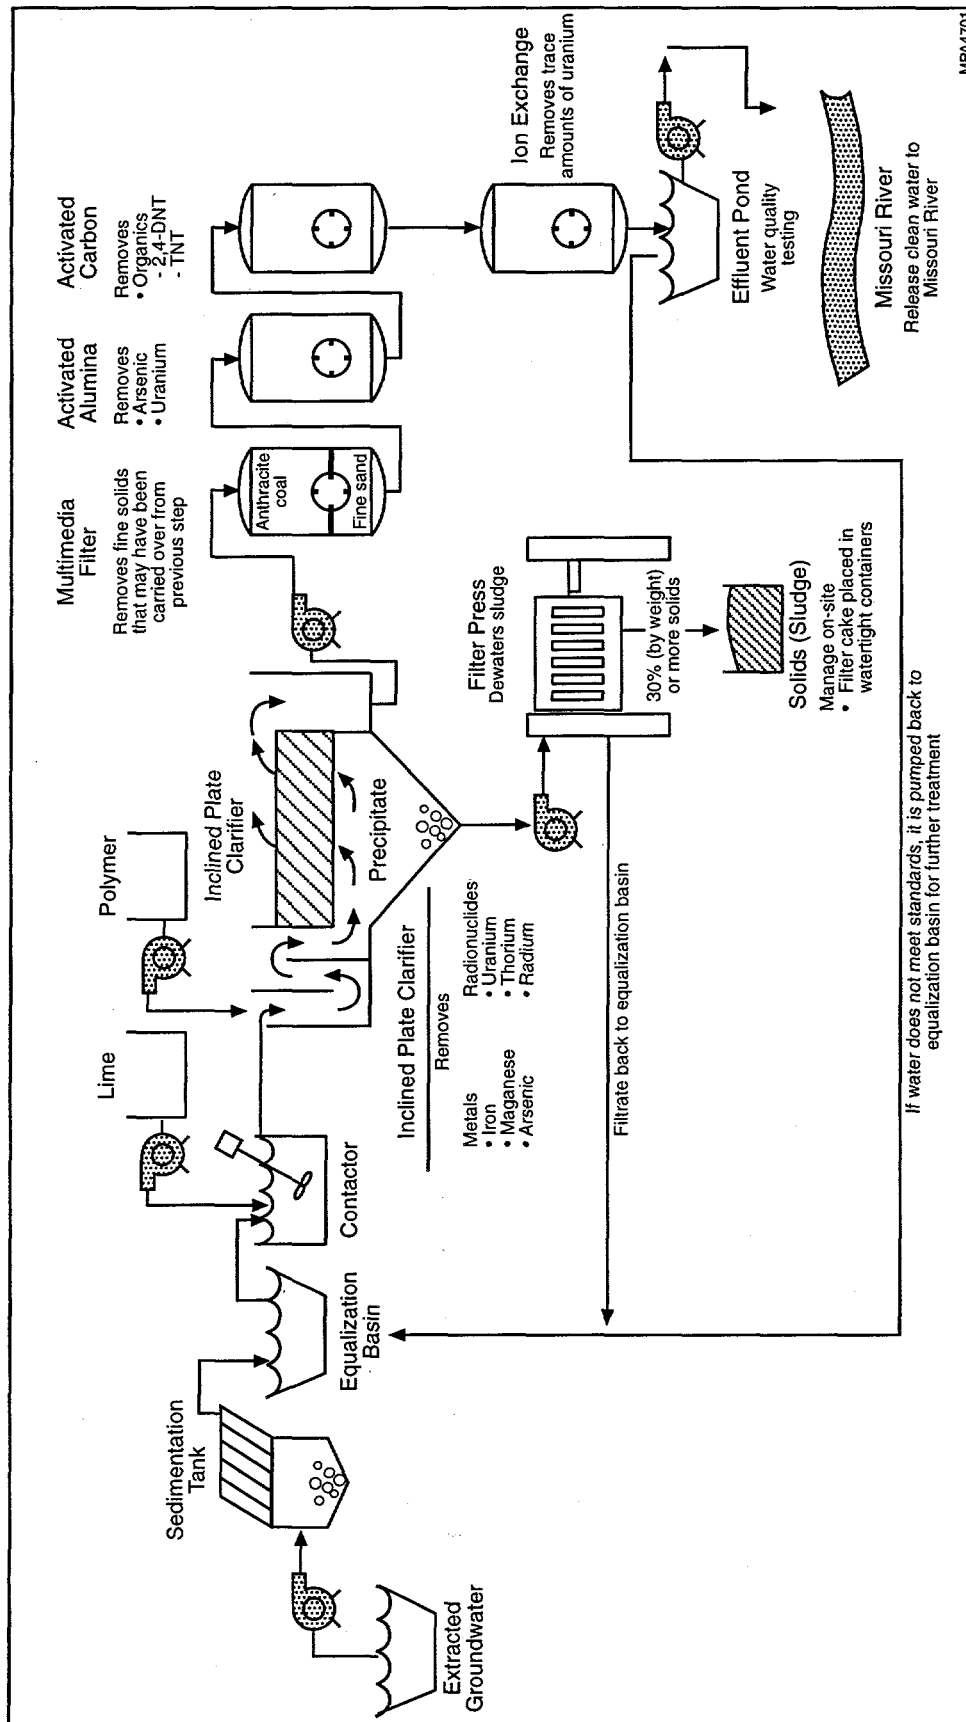 Extracted
Groundwater
Sedimentation
Tank
Equalization
Basin
Lime
Contactor
Polymer
Inclined Plate
Clarifier
Precipitate
Inclined Plate Clarifier
Removes
Metals
• Iron
• Maganese
• Arsenic
Radionuclides
• Uranium
• Thorium
• Radium
Multimedia
Filter
Removes fine solids
that may have been
carried over from
previous step
Anthracite
coal
Fine sand
Activated
Alumina
Removes
• Arsenic
• Uranium
Activated
Carbon
Removes
• Organics
- 2,4-DNT
- TNT
Ion Exchange
Removes trace
amounts of uranium
Effluent Pond
Water quality
testing
Missouri River
Release clean water to
Missouri River
Filter Press
Dewaters sludge
30% (by weight)
or more solids
Solids (Sludge)
Manage on-site
• Filter cake placed in
watertight containers
Filtrate back to equalization basin
If water does not meet standards, it is pumped back to
equalization basin for further treatment